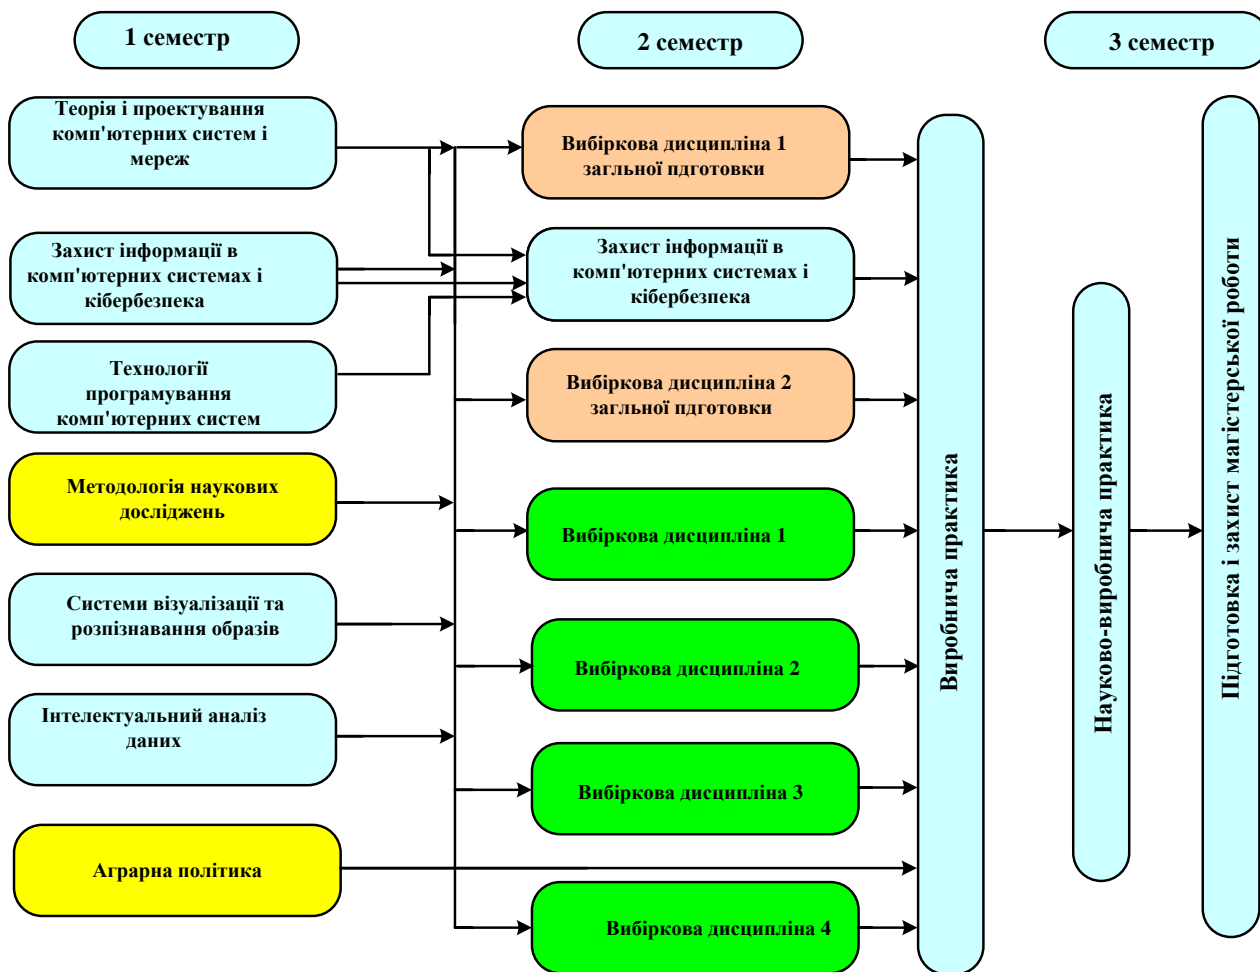 1 семестр
2 семестр
3 семестр
Теорія і проектування
комп'ютерних систем і
мереж
Захист інформації в
комп'ютерних системах і
кібербезпека
Технології
програмування
комп'ютерних систем
Методологія наукових
досліджень
Системи візуалізації та
розпізнавання образів
Інтелектуальний аналіз
даних
Аграрна політика
Вибіркова дисципліна 1
загльної пдготовки
Захист інформації в
комп'ютерних системах і
кібербезпека
Вибіркова дисципліна 2
загльної пдготовки
Вибіркова дисципліна 1
Вибіркова дисципліна 2
Вибіркова дисципліна 3
Вибіркова дисципліна 4
Виробнича практика
Науково-виробнича практика
Підготовка і захист магістерської роботи